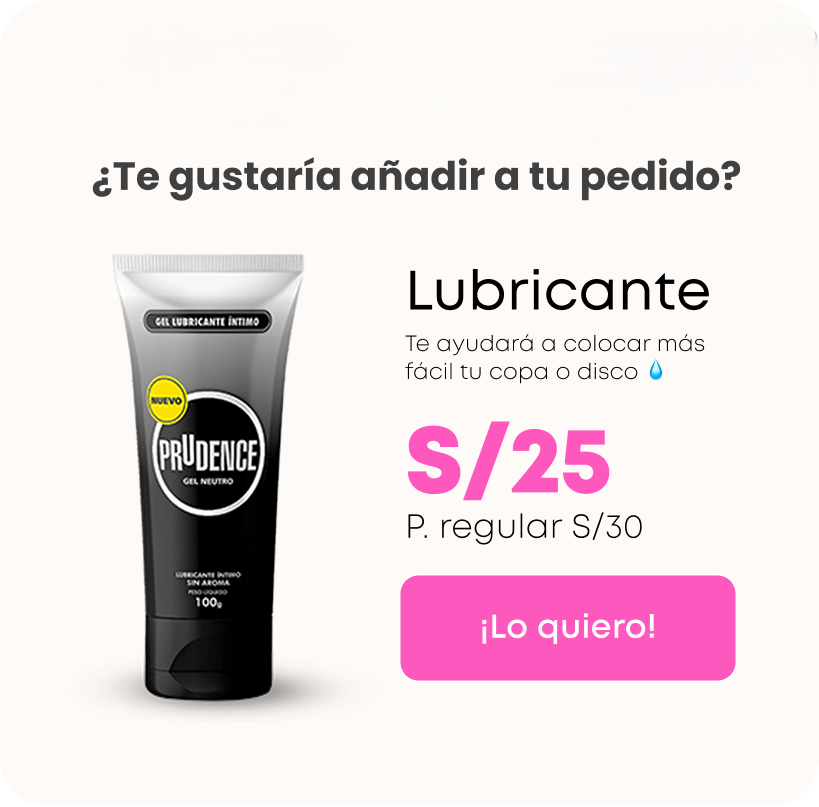 ¿Te gustaría añadir a tu pedido?
GEL LUBRICANTE ÍNTIMO
NUEVO
PRUDENCE
GEL NEUTRO
LUBRICANTE ÍNTIMO
SIN AROMA
PESO LÍQUIDO
100g
Lubricante
Te ayudará a colocar más
fácil tu copa o disco 💧
S/25
P. regular S/30
¡Lo quiero!